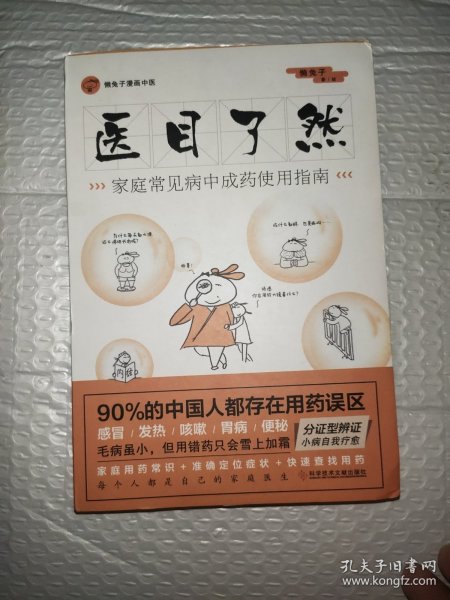 懒兔子漫画中医
懒兔子
医目了然
>>> 家庭常见病中成药使用指南 <<<
内经
90%的中国人都存在用药误区
感冒 / 发热 / 咳嗽 / 胃病 / 便秘
毛病虽小，但用错药只会雪上加霜
分证型辨证
小病自我疗愈
家庭用药常识 + 准确定位症状 + 快速查找用药
每个人都是自己的家庭医生
科学技术文献出版社
孔夫子旧书网
www.kongfz.com